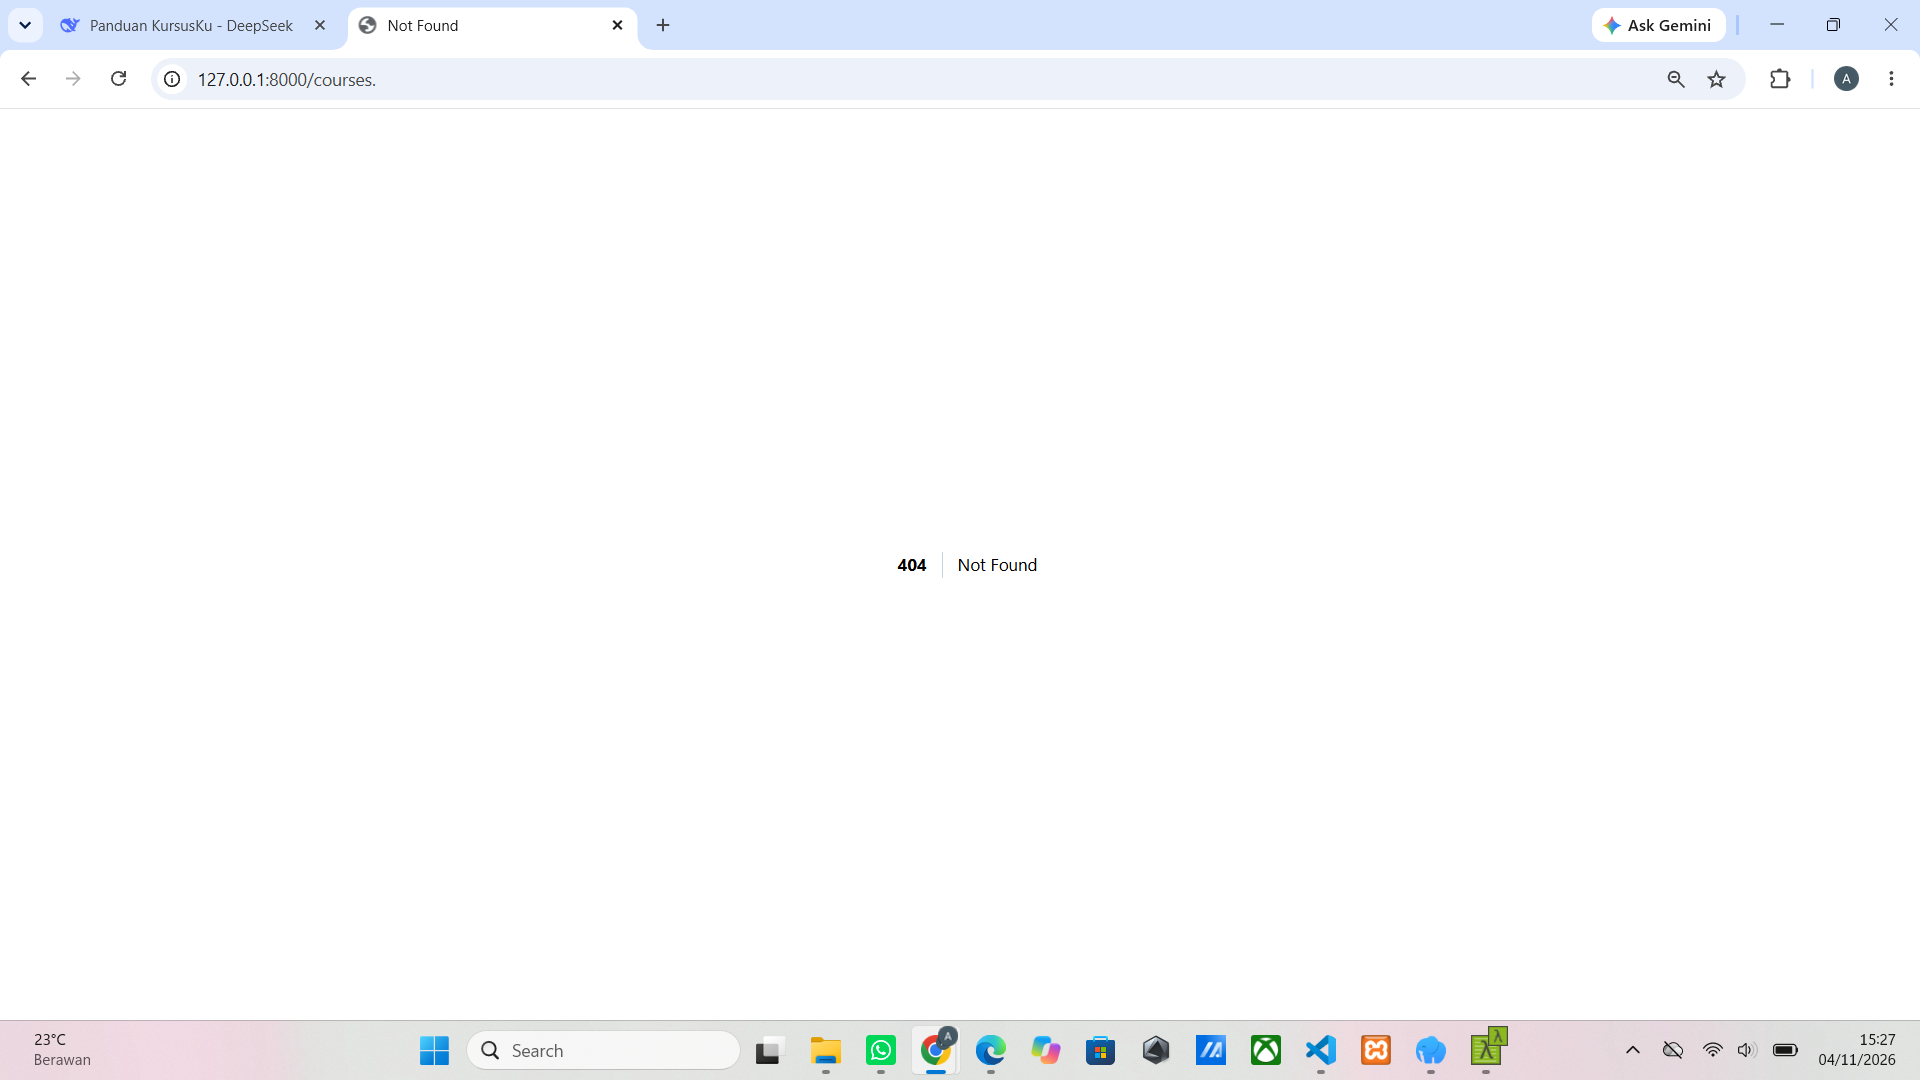 Panduan KursusKu - DeepSeek
Not Found
Ask Gemini
127.0.0.1:8000/courses.
A
404 Not Found
23°C
Berawan
Search
A
λ
λ
15:27
04/11/2026